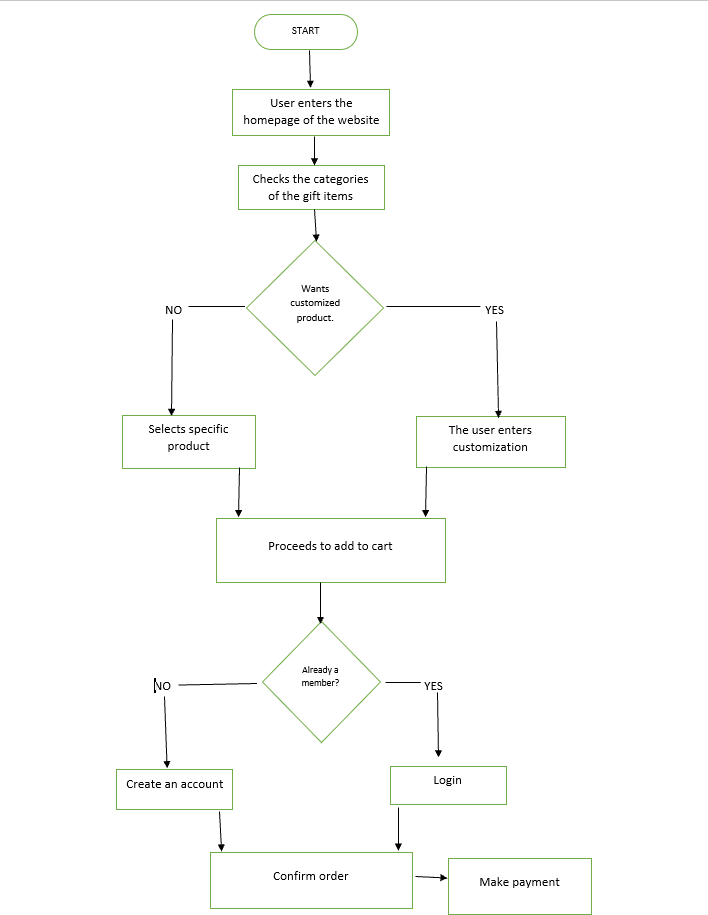 START
User enters the
homepage of the website
Checks the categories
of the gift items
Wants
customized
product.
NO
YES
Selects specific
product
The user enters
customization
Proceeds to add to cart
Already a
member?
NO
YES
Create an account
Login
Confirm order
Make payment